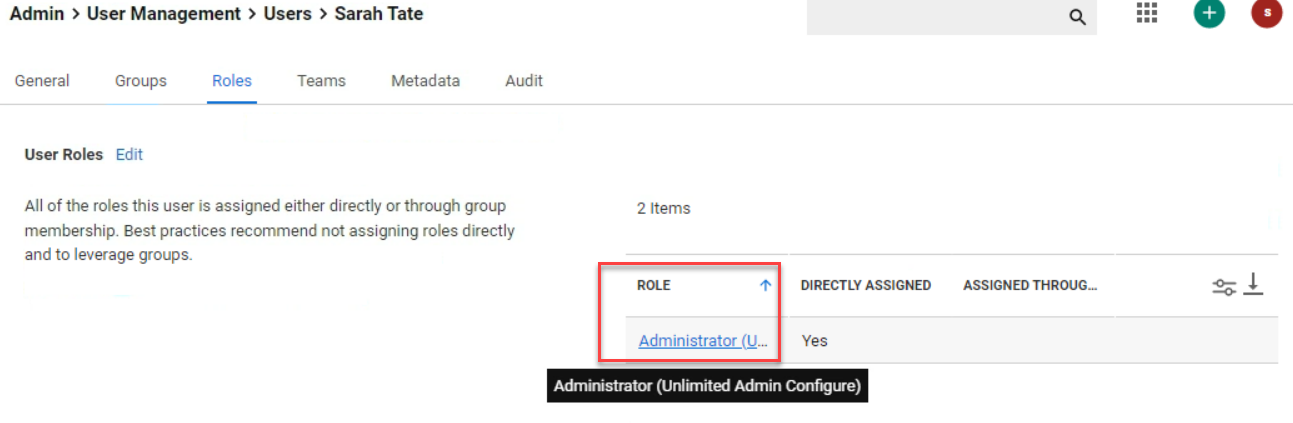 Admin > User Management > Users > Sarah Tate
+
s
General Groups Roles Teams Metadata Audit
User Roles Edit
All of the roles this user is assigned either directly or through group
membership. Best practices recommend not assigning roles directly
and to leverage groups.
2 Items
ROLE DIRECTLY ASSIGNED ASSIGNED THROUG...
Administrator (U... Yes
Administrator (Unlimited Admin Configure)